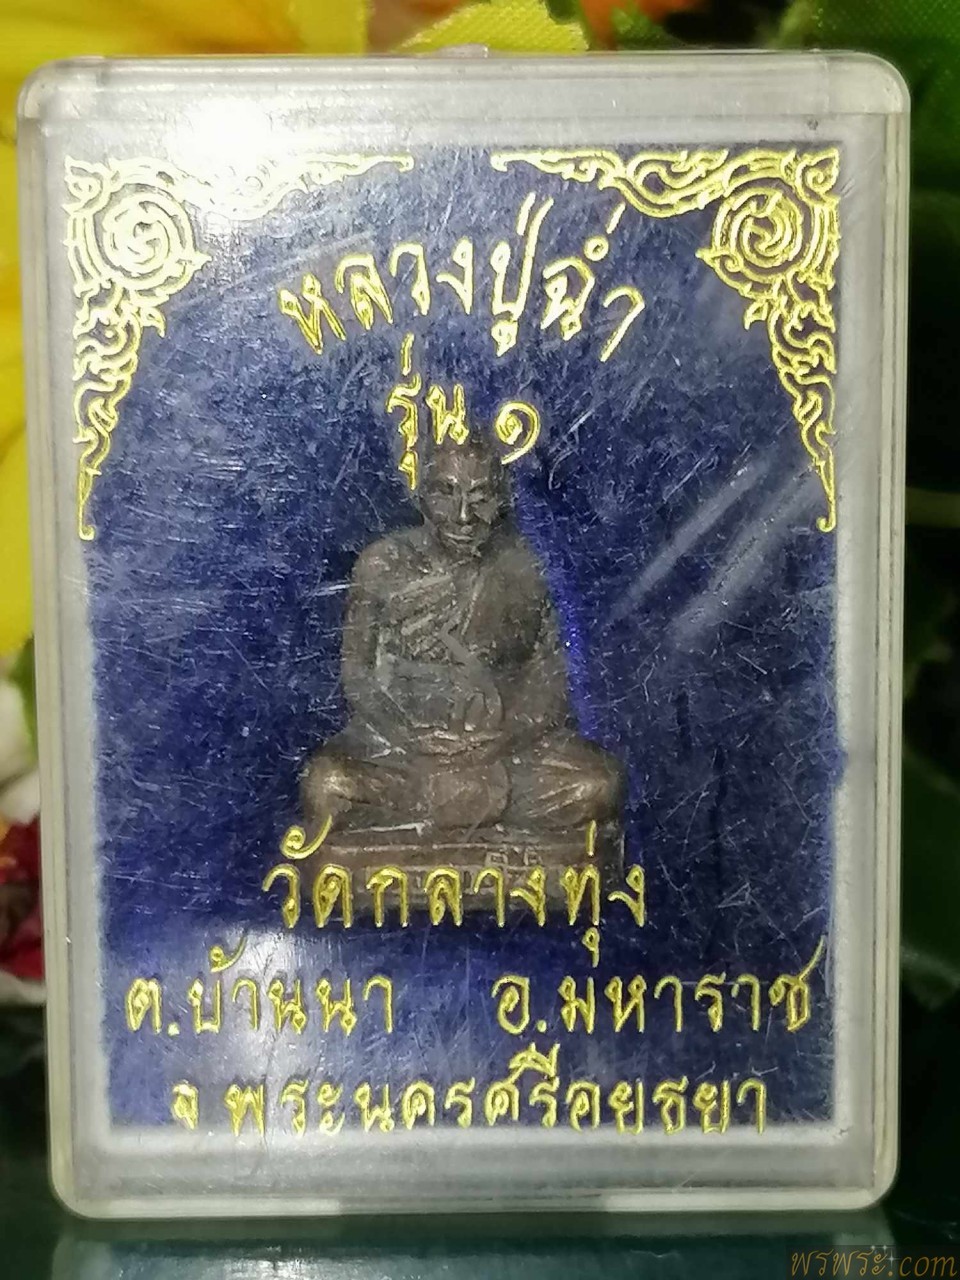 หลวงปู่ฉ่ำ
รุ่น ๑
วัดกลางทุ่ง
ต.บ้านนา อ.มหาราช
จ.พระนครศรีอยุธยา
พรพระ.com